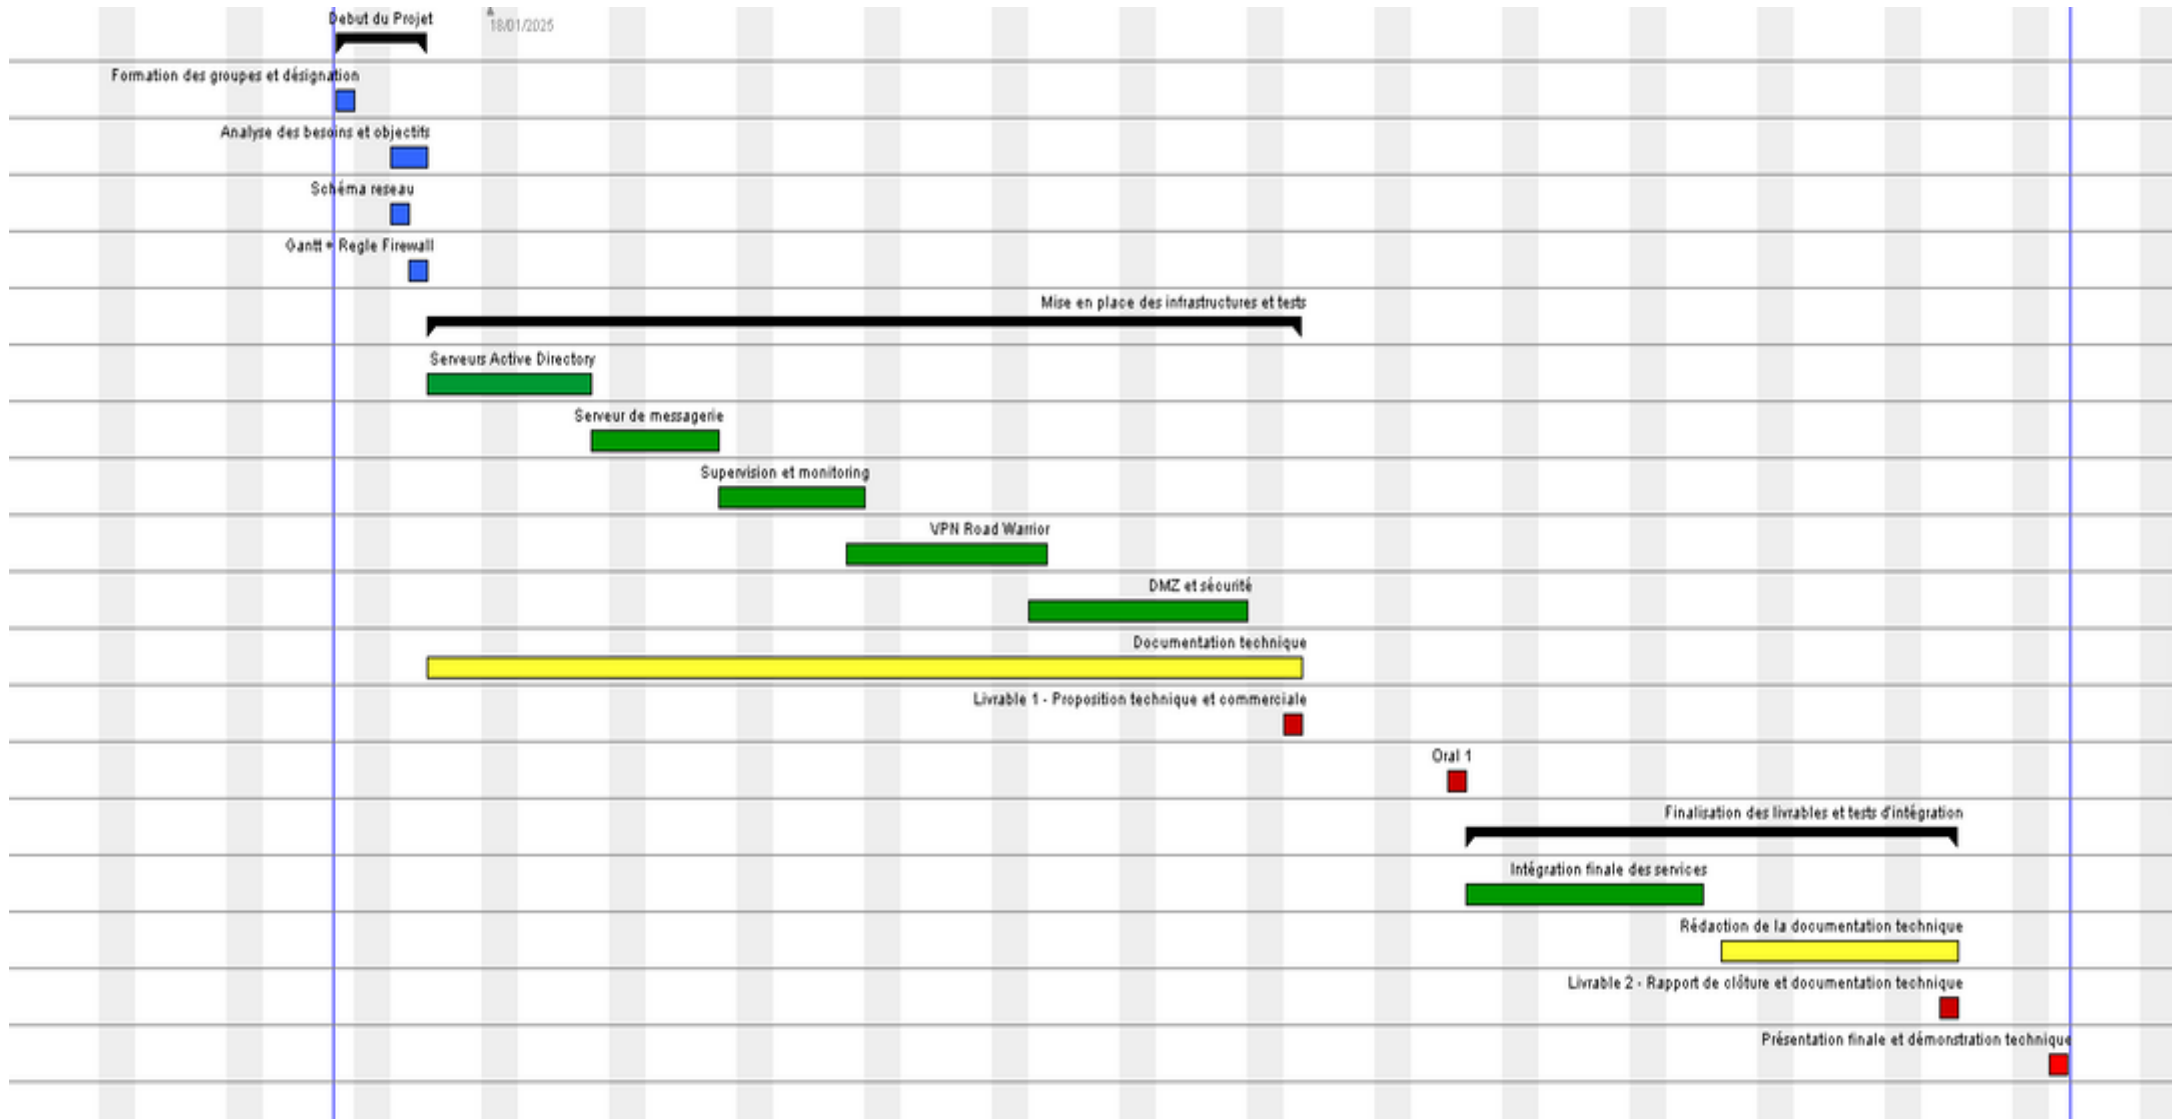 Debut du Projet
18/01/2025
Formation des groupes et désignation
Analyse des besoins et objectifs
Schéma reseau
Gantt + Regle Firewall
Mise en place des infrastructures et tests
Serveurs Active Directory
Serveur de messagerie
Supervision et monitoring
VPN Road Warrior
DMZ et sécurité
Documentation technique
Livrable 1 - Proposition technique et commerciale
Oral 1
Finalisation des livrables et tests d'intégration
Intégration finale des services
Rédaction de la documentation technique
Livrable 2 - Rapport de clôture et documentation technique
Présentation finale et démonstration technique